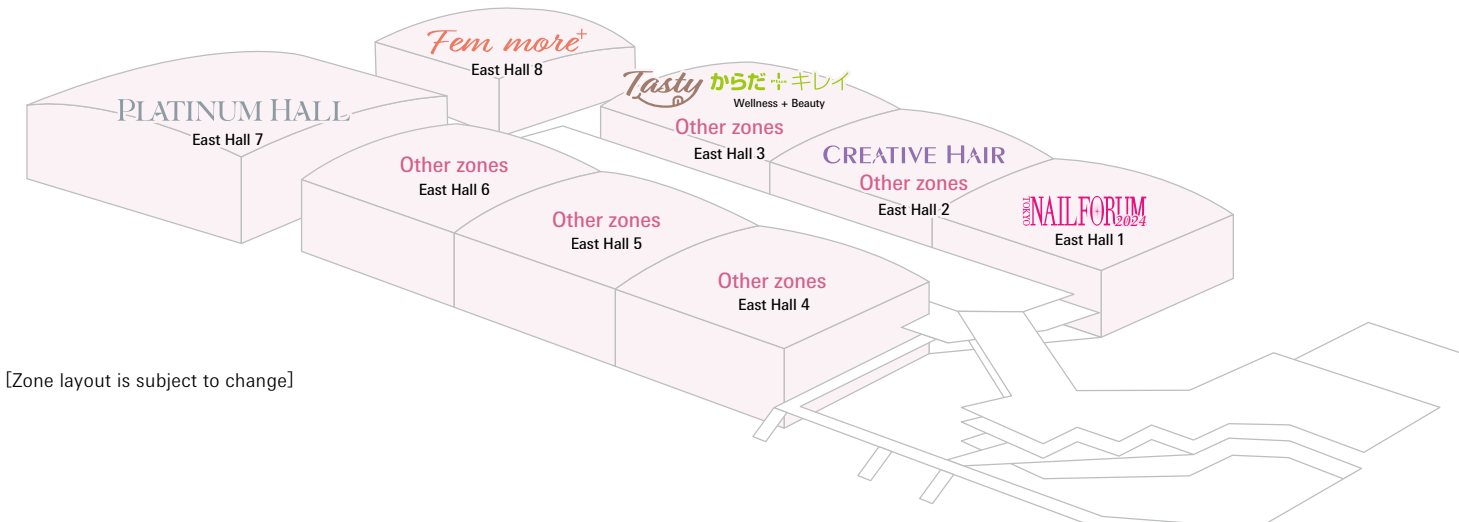 Fem more+
East Hall 8
PLATINUM HALL
East Hall 7
Tasty からだ+キレイ
Wellness + Beauty
Other zones
East Hall 3
CREATIVE HAIR
Other zones
East Hall 2
TOKYO NAIL FORUM 2024
East Hall 1
Other zones
East Hall 6
Other zones
East Hall 5
Other zones
East Hall 4
[Zone layout is subject to change]